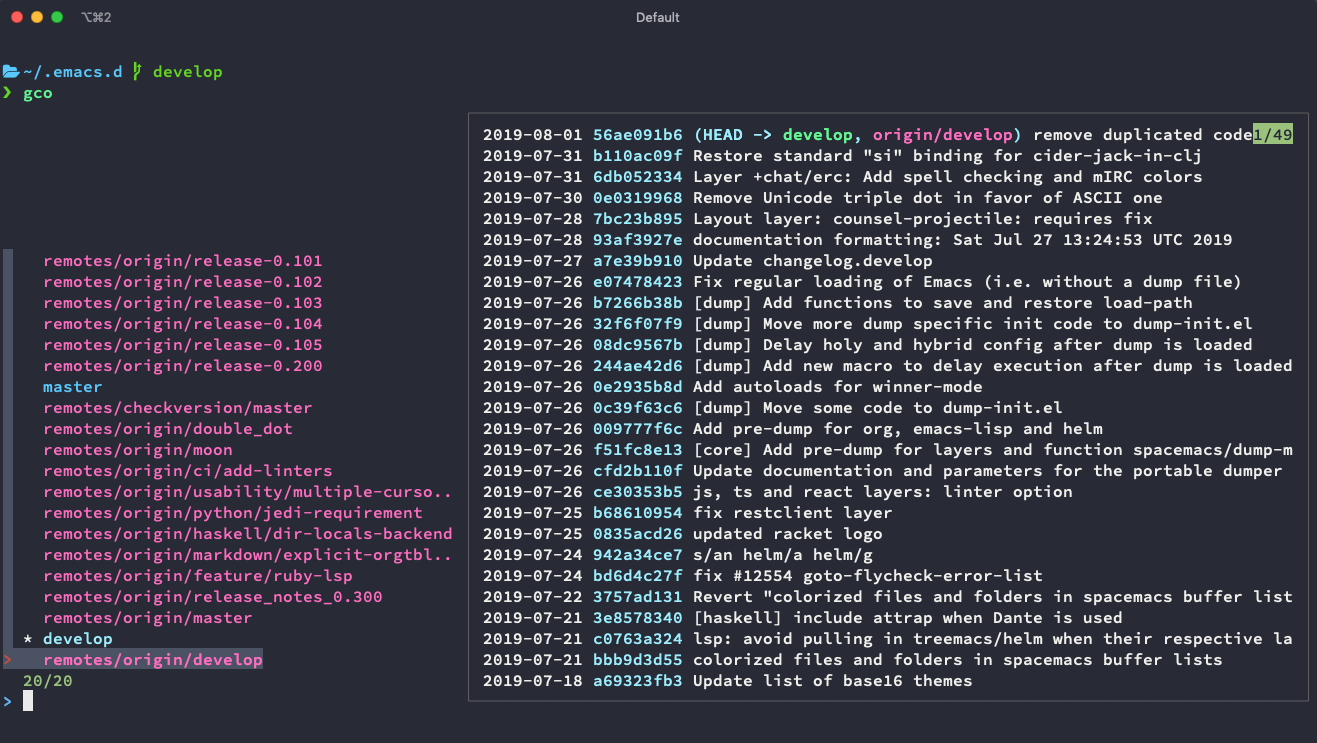 ⌥⌘2
Default
~/.emacs.d develop
❯ gco
2019-08-01 56ae091b6 (HEAD -> develop, origin/develop) remove duplicated code1/49
2019-07-31 b110ac09f Restore standard "si" binding for cider-jack-in-clj
2019-07-31 6db052334 Layer +chat/erc: Add spell checking and mIRC colors
2019-07-30 0e0319968 Remove Unicode triple dot in favor of ASCII one
2019-07-28 7bc23b895 Layout layer: counsel-projectile: requires fix
2019-07-28 93af3927e documentation formatting: Sat Jul 27 13:24:53 UTC 2019
2019-07-27 a7e39b910 Update changelog.develop
2019-07-26 e07478423 Fix regular loading of Emacs (i.e. without a dump file)
2019-07-26 b7266b38b [dump] Add functions to save and restore load-path
2019-07-26 32f6f07f9 [dump] Move more dump specific init code to dump-init.el
2019-07-26 08dc9567b [dump] Delay holy and hybrid config after dump is loaded
2019-07-26 244ae42d6 [dump] Add new macro to delay execution after dump is loaded
2019-07-26 0e2935b8d Add autoloads for winner-mode
2019-07-26 0c39f63c6 [dump] Move some code to dump-init.el
2019-07-26 009777f6c Add pre-dump for org, emacs-lisp and helm
2019-07-26 f51fc8e13 [core] Add pre-dump for layers and function spacemacs/dump-m
2019-07-26 cfd2b110f Update documentation and parameters for the portable dumper
2019-07-26 ce30353b5 js, ts and react layers: linter option
2019-07-25 b68610954 fix restclient layer
2019-07-25 0835acd26 updated racket logo
2019-07-24 942a34ce7 s/an helm/a helm/g
2019-07-24 bd6d4c27f fix #12554 goto-flycheck-error-list
2019-07-22 3757ad131 Revert "colorized files and folders in spacemacs buffer list
2019-07-21 3e8578340 [haskell] include attrap when Dante is used
2019-07-21 c0763a324 lsp: avoid pulling in treemacs/helm when their respective la
2019-07-21 bbb9d3d55 colorized files and folders in spacemacs buffer lists
2019-07-18 a69323fb3 Update list of base16 themes
remotes/origin/release-0.101
remotes/origin/release-0.102
remotes/origin/release-0.103
remotes/origin/release-0.104
remotes/origin/release-0.105
remotes/origin/release-0.200
master
remotes/checkversion/master
remotes/origin/double_dot
remotes/origin/moon
remotes/origin/ci/add-linters
remotes/origin/usability/multiple-curso..
remotes/origin/python/jedi-requirement
remotes/origin/haskell/dir-locals-backend
remotes/origin/markdown/explicit-orgtbl..
remotes/origin/feature/ruby-lsp
remotes/origin/release_notes_0.300
remotes/origin/master
* develop
> remotes/origin/develop
20/20
>